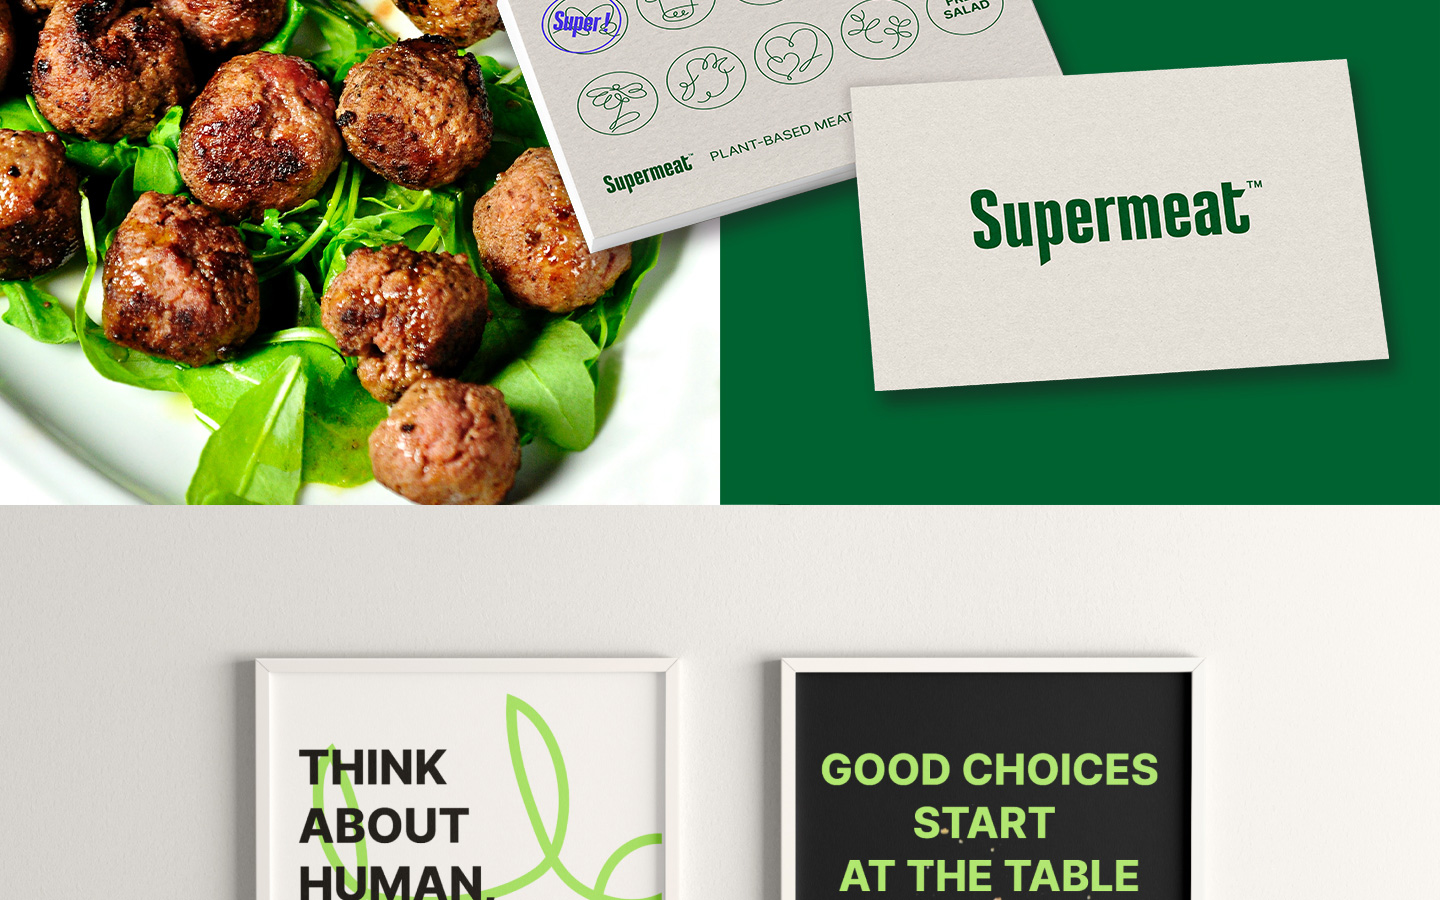 Super!
SALAD
Supermeat™ PLANT-BASED MEAT
Supermeat™
THINK
ABOUT
HUMAN.
GOOD CHOICES
START
AT THE TABLE